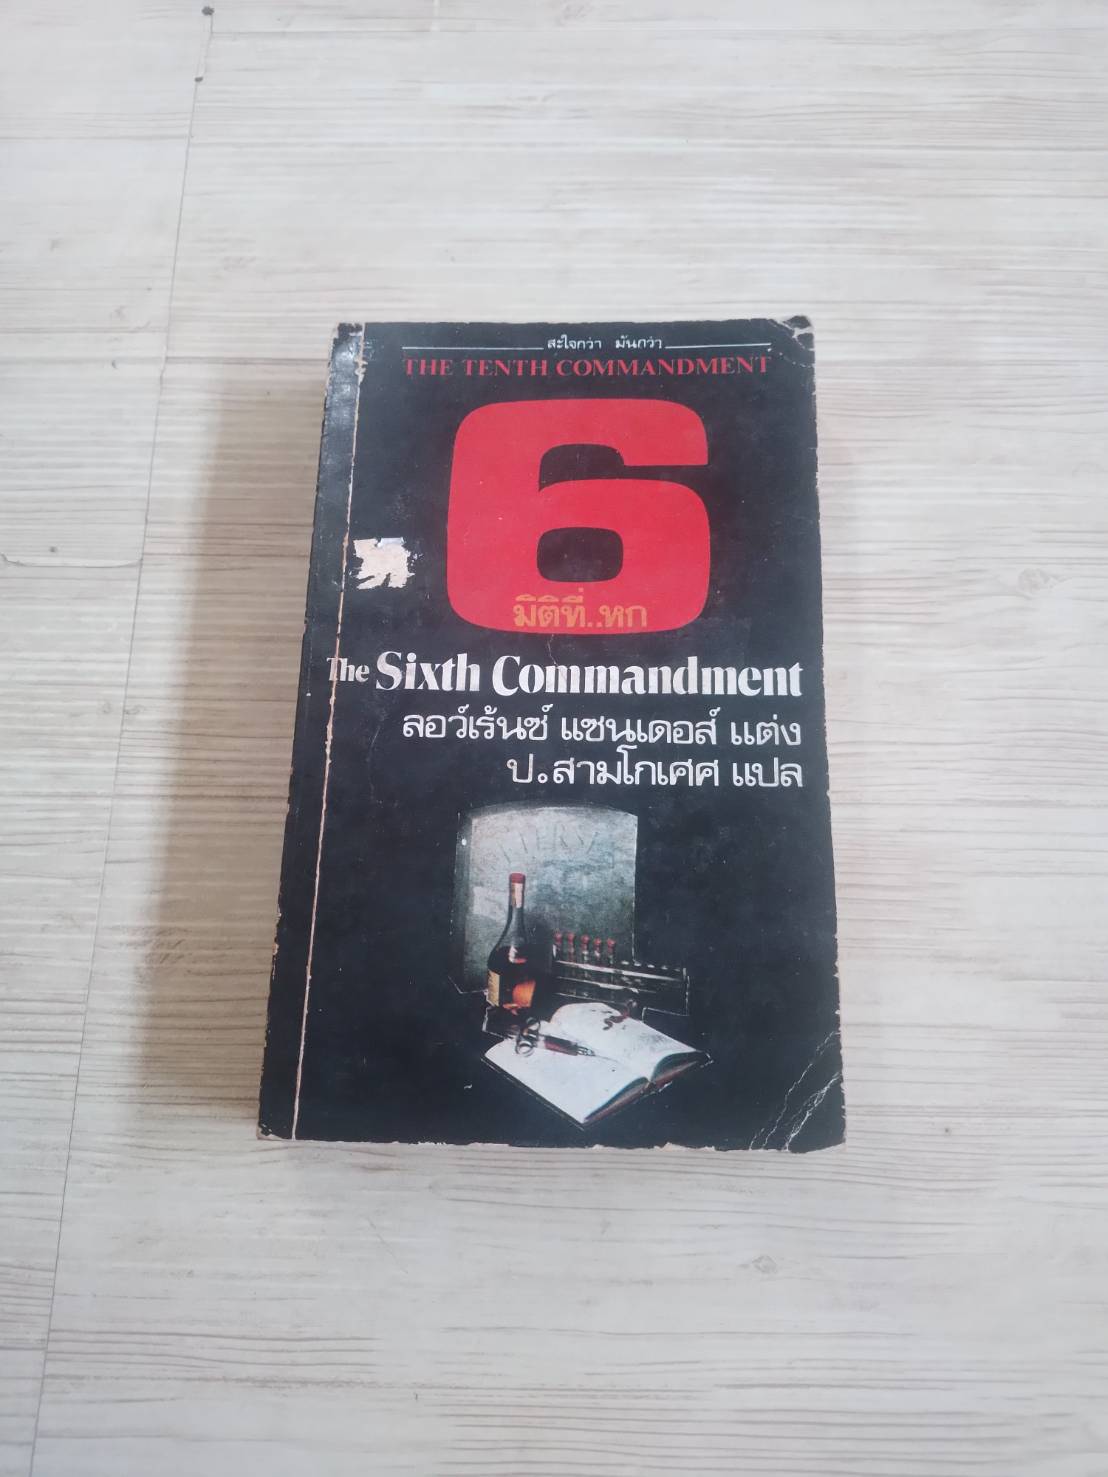 สะใจกว่า มันกว่า
THE TENTH COMMANDMENT
6
มิติที่..หก
The Sixth Commandment
ลอว์เร้นซ์ แซนเดอส์ แต่ง
ป.สามโกเศศ แปล